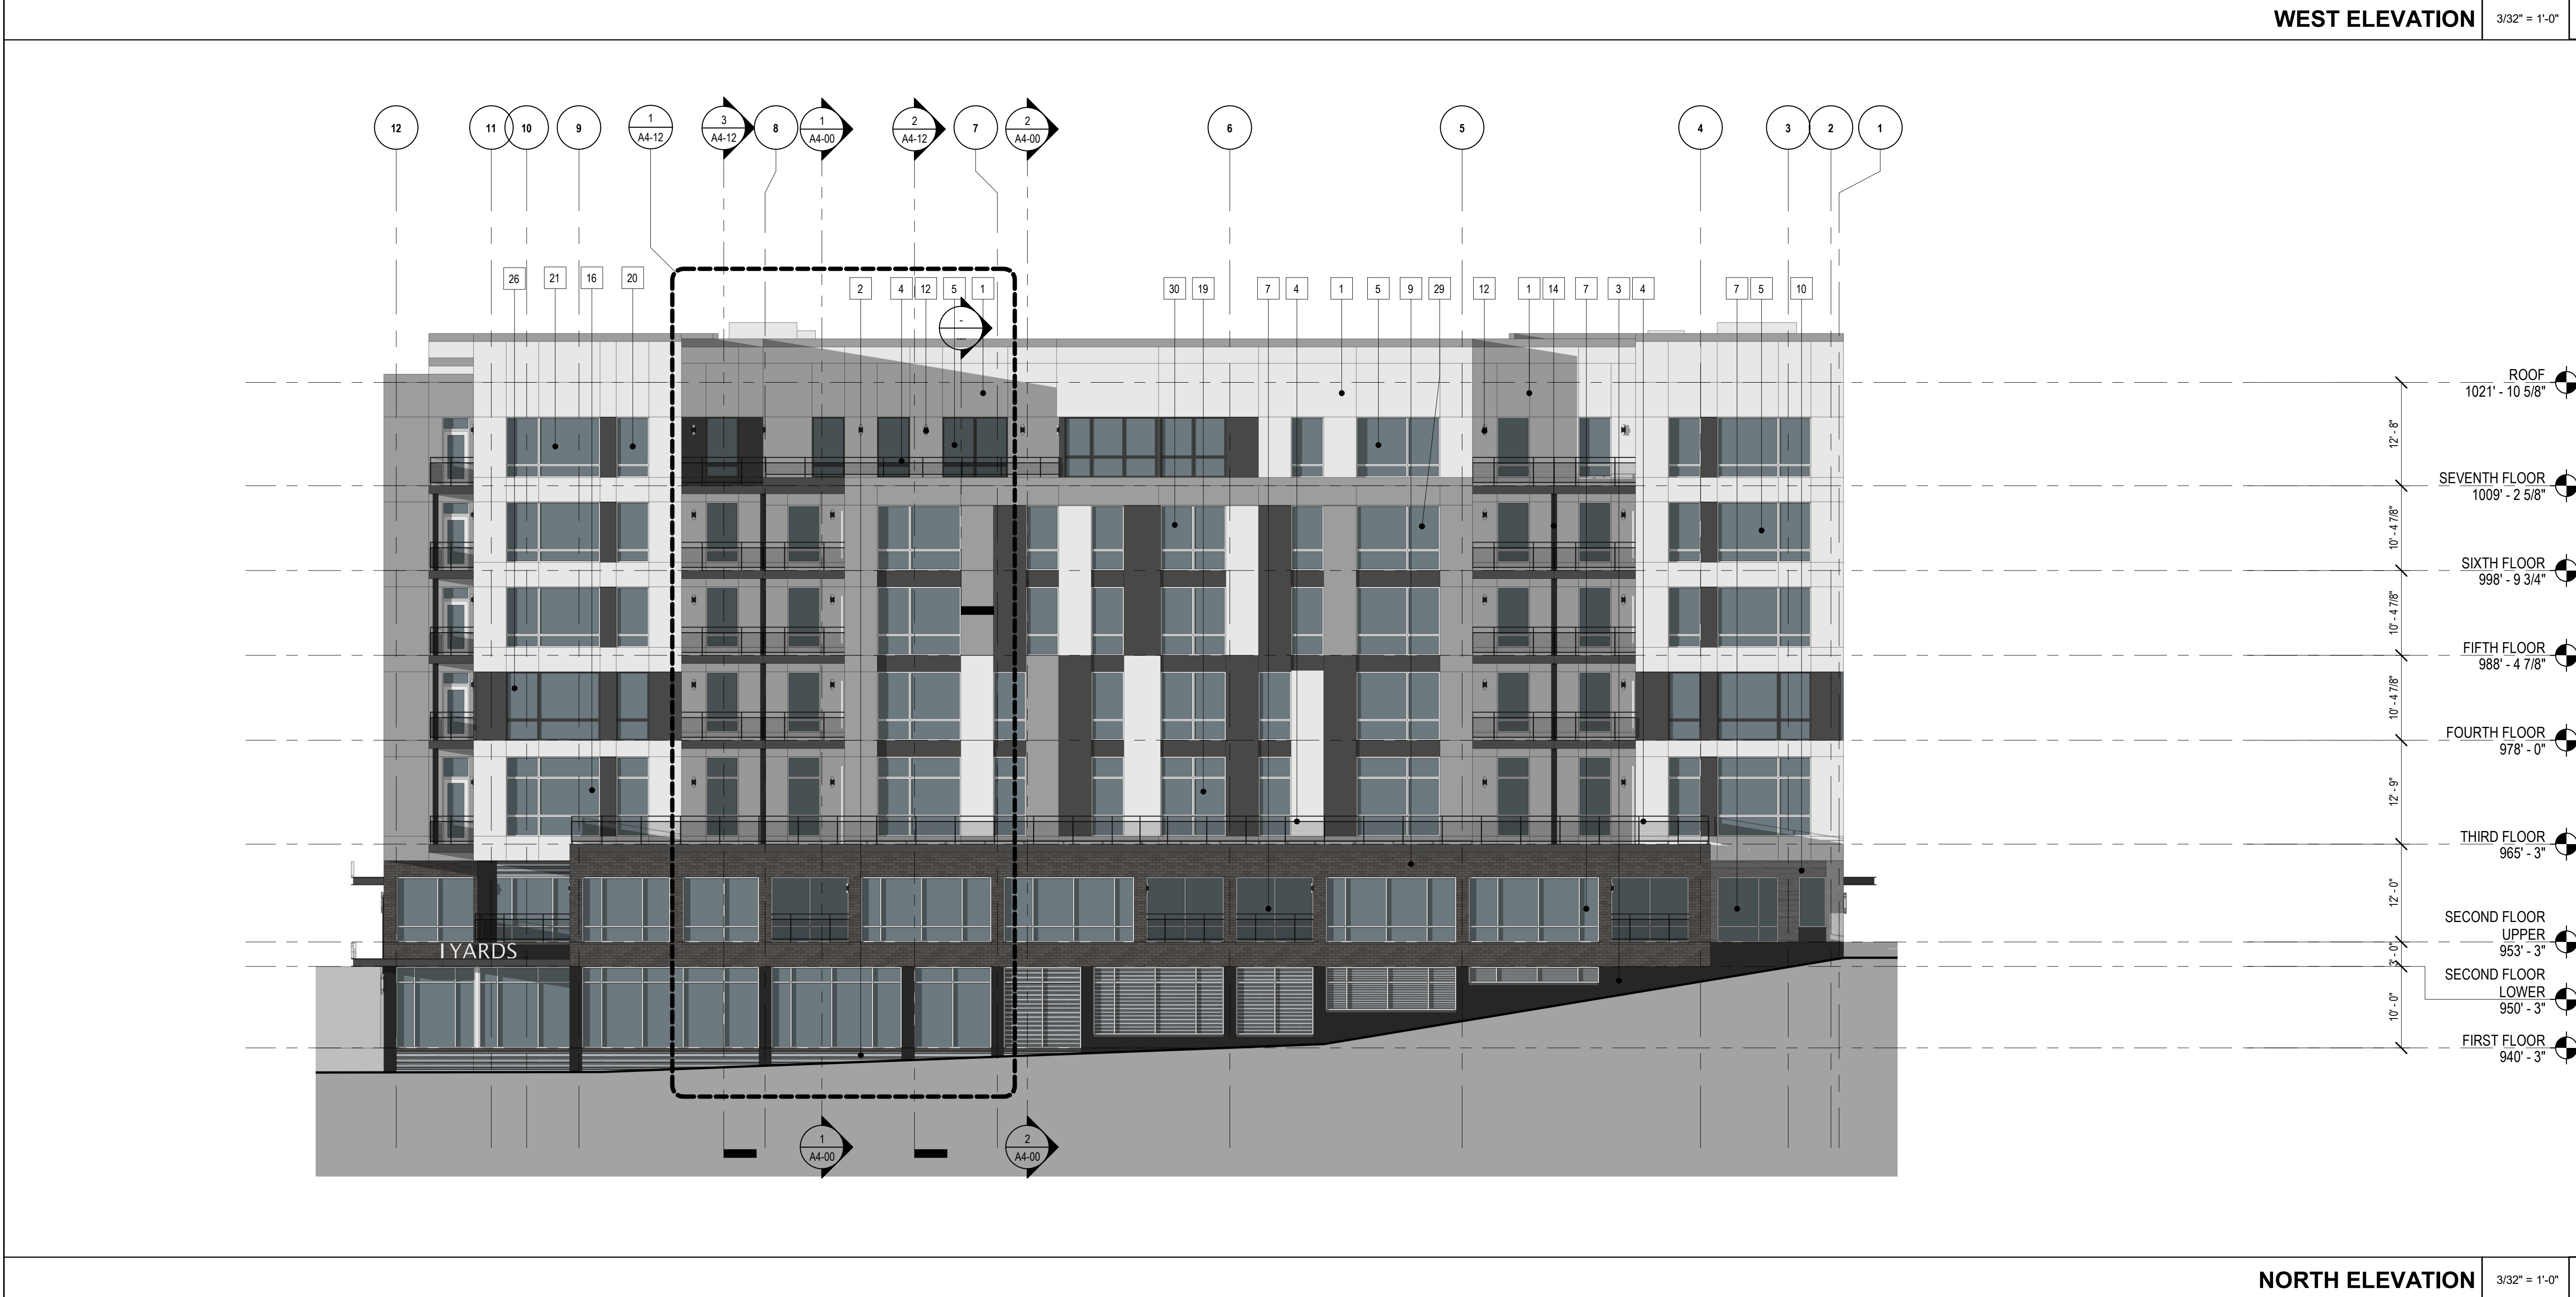 WEST ELEVATION 3/32" = 1'-0"
12 11 10 9 1 A4-12 3 A4-12 8 1 A4-00 2 A4-12 7 2 A4-00 6 5 4 3 2 1
26 21 16 20 2 4 12 5 1 30 19 7 4 1 5 9 29 12 1 14 7 3 4 7 5 10
-
---
ROOF
1021' - 10 5/8"
12' - 8"
SEVENTH FLOOR
1009' - 2 5/8"
10' - 4 7/8"
SIXTH FLOOR
998' - 9 3/4"
10' - 4 7/8"
FIFTH FLOOR
988' - 4 7/8"
10' - 4 7/8"
FOURTH FLOOR
978' - 0"
12' - 9"
THIRD FLOOR
965' - 3"
12' - 0"
SECOND FLOOR
UPPER
953' - 3"
3' - 0"
SECOND FLOOR
LOWER
950' - 3"
10' - 0"
FIRST FLOOR
940' - 3"
YARDS
1 A4-00 2 A4-00
NORTH ELEVATION 3/32" = 1'-0"